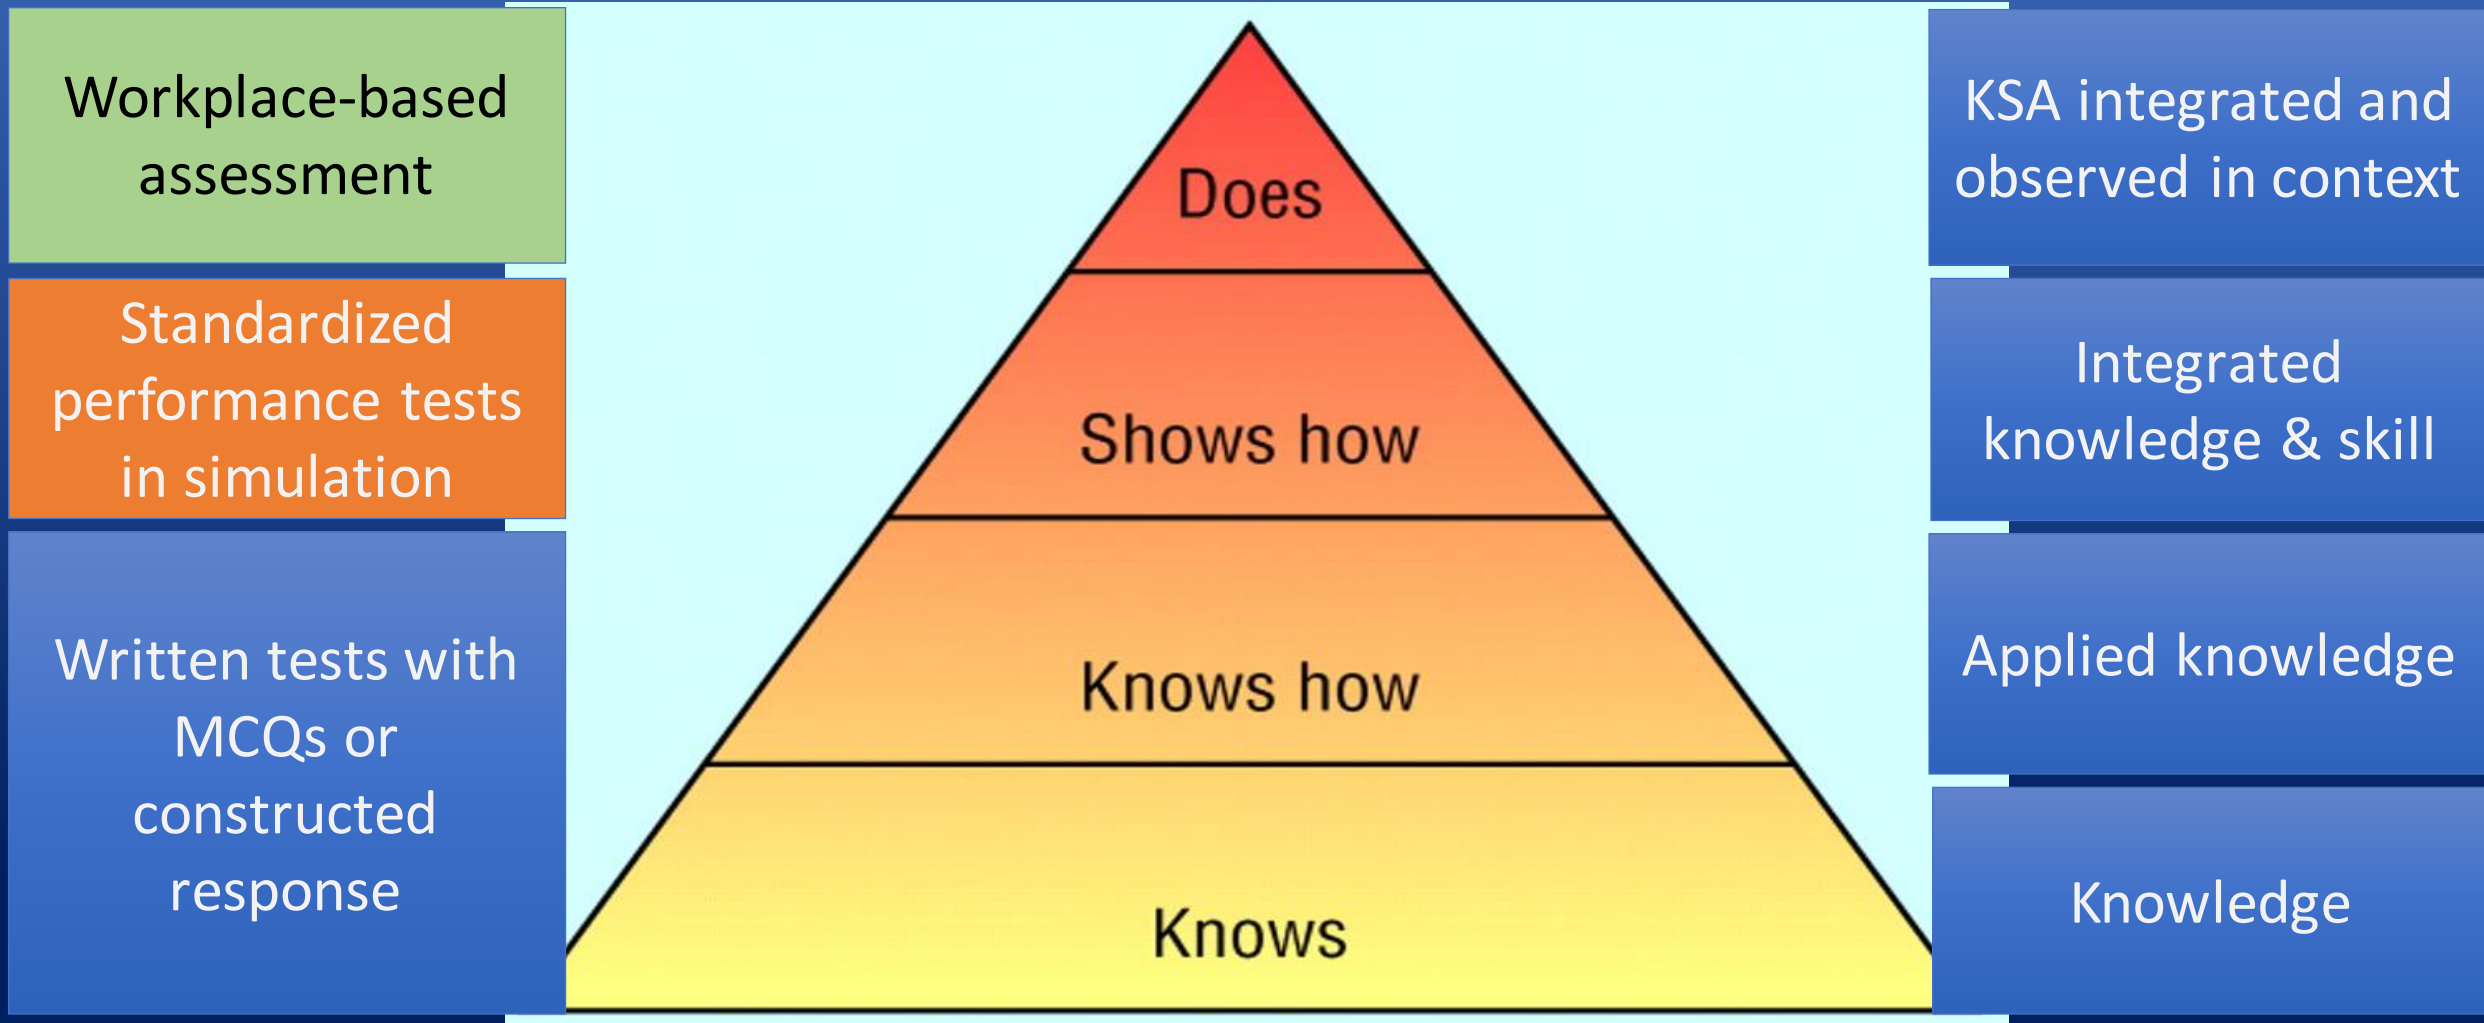 Workplace-based
assessment
Standardized
performance tests
in simulation
Written tests with
MCQs or
constructed
response
Does
Shows how
Knows how
Knows
KSA integrated and
observed in context
Integrated
knowledge & skill
Applied knowledge
Knowledge